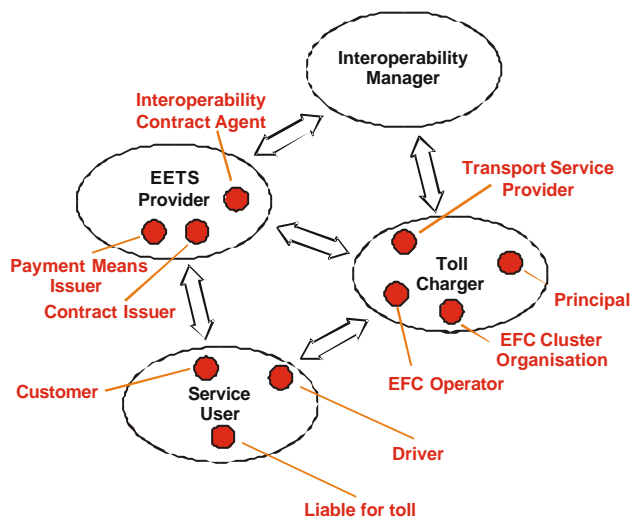 Interoperability
Manager
Interoperability
Contract Agent
EETS
Provider
Transport Service
Provider
Payment Means
Issuer
Contract Issuer
Toll
Charger
Principal
EFC Cluster
Organisation
EFC Operator
Customer
Service
User
Driver
Liable for toll